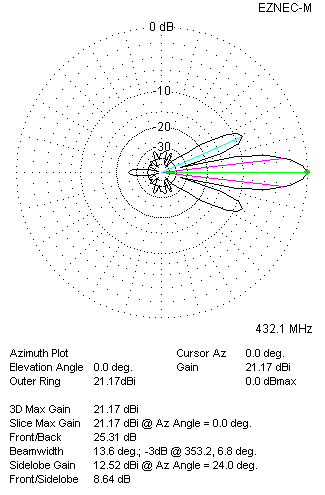 EZNEC-M
0 dB
-10
-20
-30
432.1 MHz
Azimuth Plot Cursor Az 0.0 deg.
Elevation Angle 0.0 deg. Gain 21.17 dBi
Outer Ring 21.17dBi 0.0 dBmax
3D Max Gain 21.17 dBi
Slice Max Gain 21.17 dBi @ Az Angle = 0.0 deg.
Front/Back 25.31 dB
Beamwidth 13.6 deg.; -3dB @ 353.2, 6.8 deg.
Sidelobe Gain 12.52 dBi @ Az Angle = 24.0 deg.
Front/Sidelobe 8.64 dB